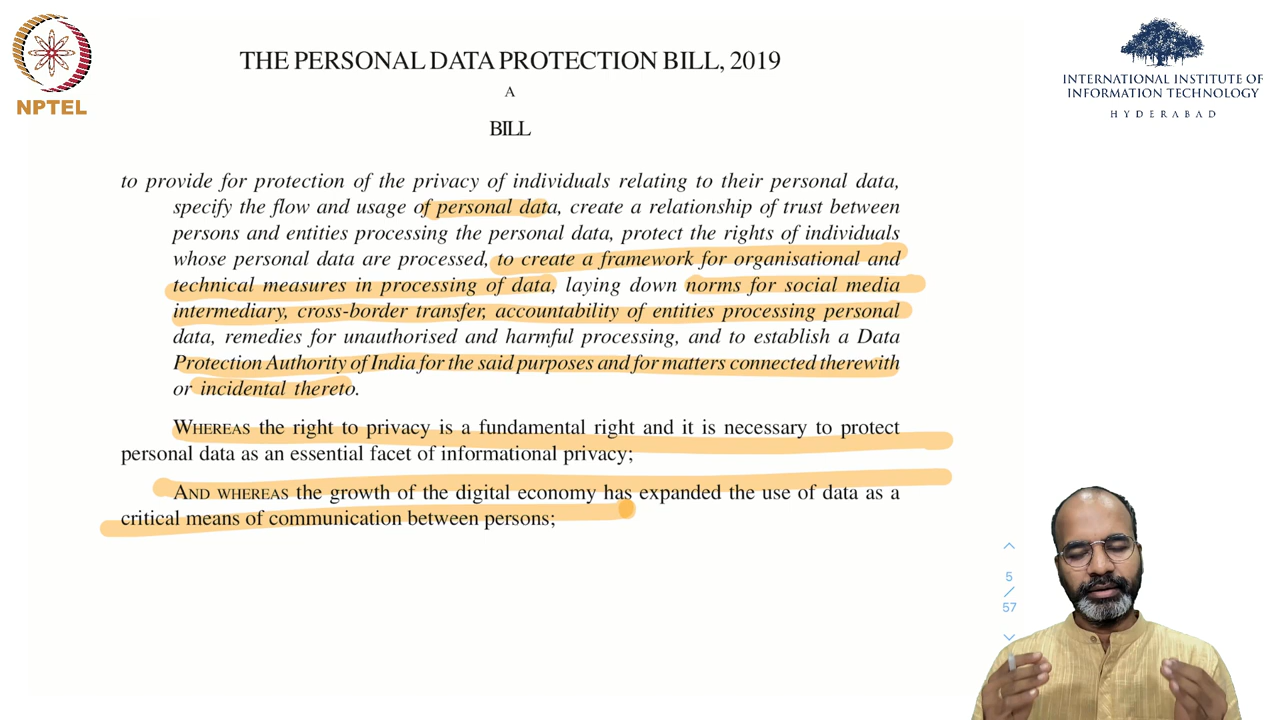 NPTEL
THE PERSONAL DATA PROTECTION BILL, 2019
A
BILL
to provide for protection of the privacy of individuals relating to their personal data,
specify the flow and usage of personal data, create a relationship of trust between
persons and entities processing the personal data, protect the rights of individuals
whose personal data are processed, to create a framework for organisational and
technical measures in processing of data, laying down norms for social media
intermediary, cross-border transfer, accountability of entities processing personal
data, remedies for unauthorised and harmful processing, and to establish a Data
Protection Authority of India for the said purposes and for matters connected therewith
or incidental thereto.
WHEREAS the right to privacy is a fundamental right and it is necessary to protect
personal data as an essential facet of informational privacy;
AND WHEREAS the growth of the digital economy has expanded the use of data as a
critical means of communication between persons;
INTERNATIONAL INSTITUTE OF
INFORMATION TECHNOLOGY
HYDERABAD
5
/
57